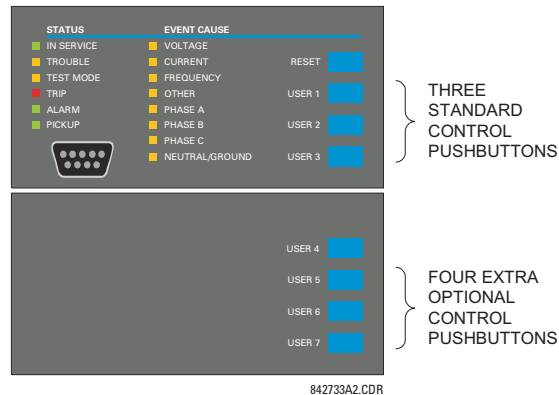 STATUS
IN SERVICE
TROUBLE
TEST MODE
TRIP
ALARM
PICKUP
EVENT CAUSE
VOLTAGE
CURRENT
FREQUENCY
OTHER
PHASE A
PHASE B
PHASE C
NEUTRAL/GROUND
RESET
USER 1
USER 2
USER 3
THREE
STANDARD
CONTROL
PUSHBUTTONS
USER 4
USER 5
USER 6
USER 7
FOUR EXTRA
OPTIONAL
CONTROL
PUSHBUTTONS
842733A2.CDR